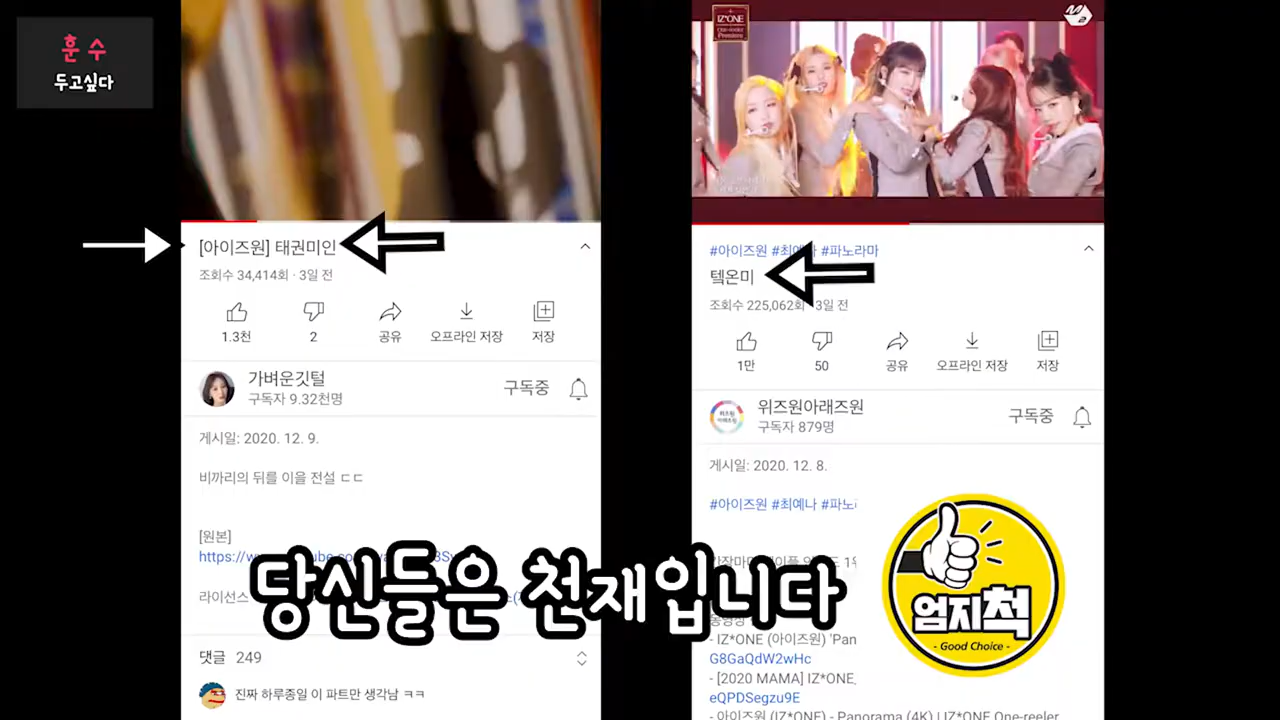 훈수
두고싶다
[아이즈원] 태권미인
조회수 34,414회 · 3일 전
1.3천
2
공유
오프라인 저장
저장
가벼운깃털
구독자 9.32천명
구독중
게시일: 2020. 12. 9.
비까리의 뒤를 이을 전설 ㄷㄷ
[원본]
라이선스
댓글 249
진짜 하루종일 이 파트만 생각남 ㅋㅋ
IZ*ONE
One-reeler
Premiere
#아이즈원 #최예나 #파노라마
텤온미
조회수 225,062회 · 3일 전
1만
50
공유
오프라인 저장
저장
위즈원아래즈원
구독자 879명
구독중
게시일: 2020. 12. 8.
#아이즈원 #최예나
- IZ*ONE (아이즈원) 'Pan
G8GaQdW2wHc
- [2020 MAMA] IZ*ONE_
eQPDSegzu9E
- 아이즈원 (IZ*ONE) - Panorama (4K) | IZ*ONE One-reeler
당신들은 천재입니다
엄지척
- Good Choice -